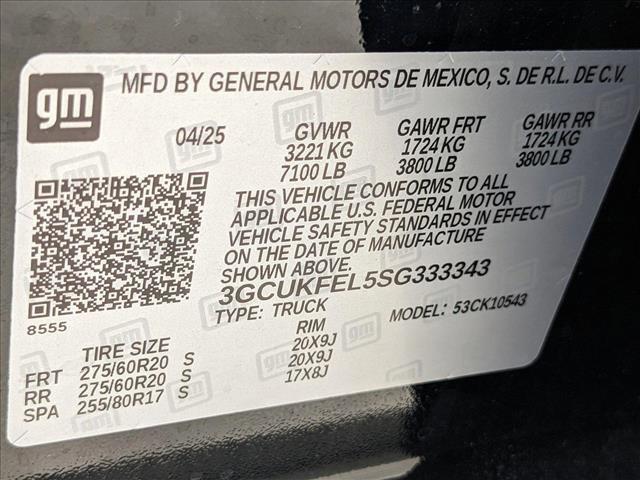 gm
MFD BY GENERAL MOTORS DE MEXICO, S. DE R.L. DE C.V.
04/25 GVWR GAWR FRT GAWR RR
3221 KG 1724 KG 1724 KG
7100 LB 3800 LB 3800 LB
THIS VEHICLE CONFORMS TO ALL
APPLICABLE U.S. FEDERAL MOTOR
VEHICLE SAFETY STANDARDS IN EFFECT
ON THE DATE OF MANUFACTURE
SHOWN ABOVE.
3GCUKFEL5SG333343
8555
TYPE: TRUCK MODEL: 53CK10543
TIRE SIZE RIM
FRT 275/60R20 S 20X9J
RR 275/60R20 S 20X9J
SPA 255/80R17 S 17X8J